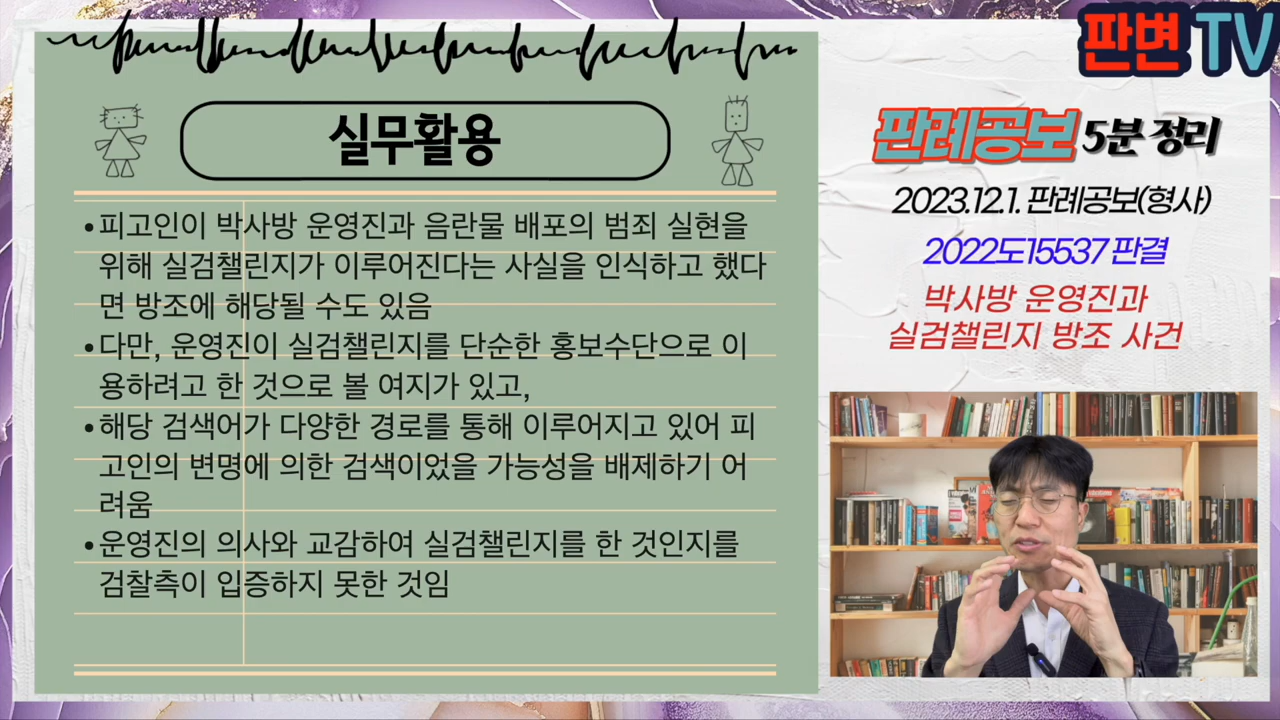 판변 TV
실무활용
•피고인이 박사방 운영진과 음란물 배포의 범죄 실현을
위해 실검챌린지가 이루어진다는 사실을 인식하고 했다
면 방조에 해당될 수도 있음
•다만, 운영진이 실검챌린지를 단순한 홍보수단으로 이
용하려고 한 것으로 볼 여지가 있고,
•해당 검색어가 다양한 경로를 통해 이루어지고 있어 피
고인의 변명에 의한 검색이었을 가능성을 배제하기 어
려움
•운영진의 의사와 교감하여 실검챌린지를 한 것인지를
검찰측이 입증하지 못한 것임
판례공보 5분 정리
2023.12.1. 판례공보(형사)
2022도15537 판결
박사방 운영진과
실검챌린지 방조 사건